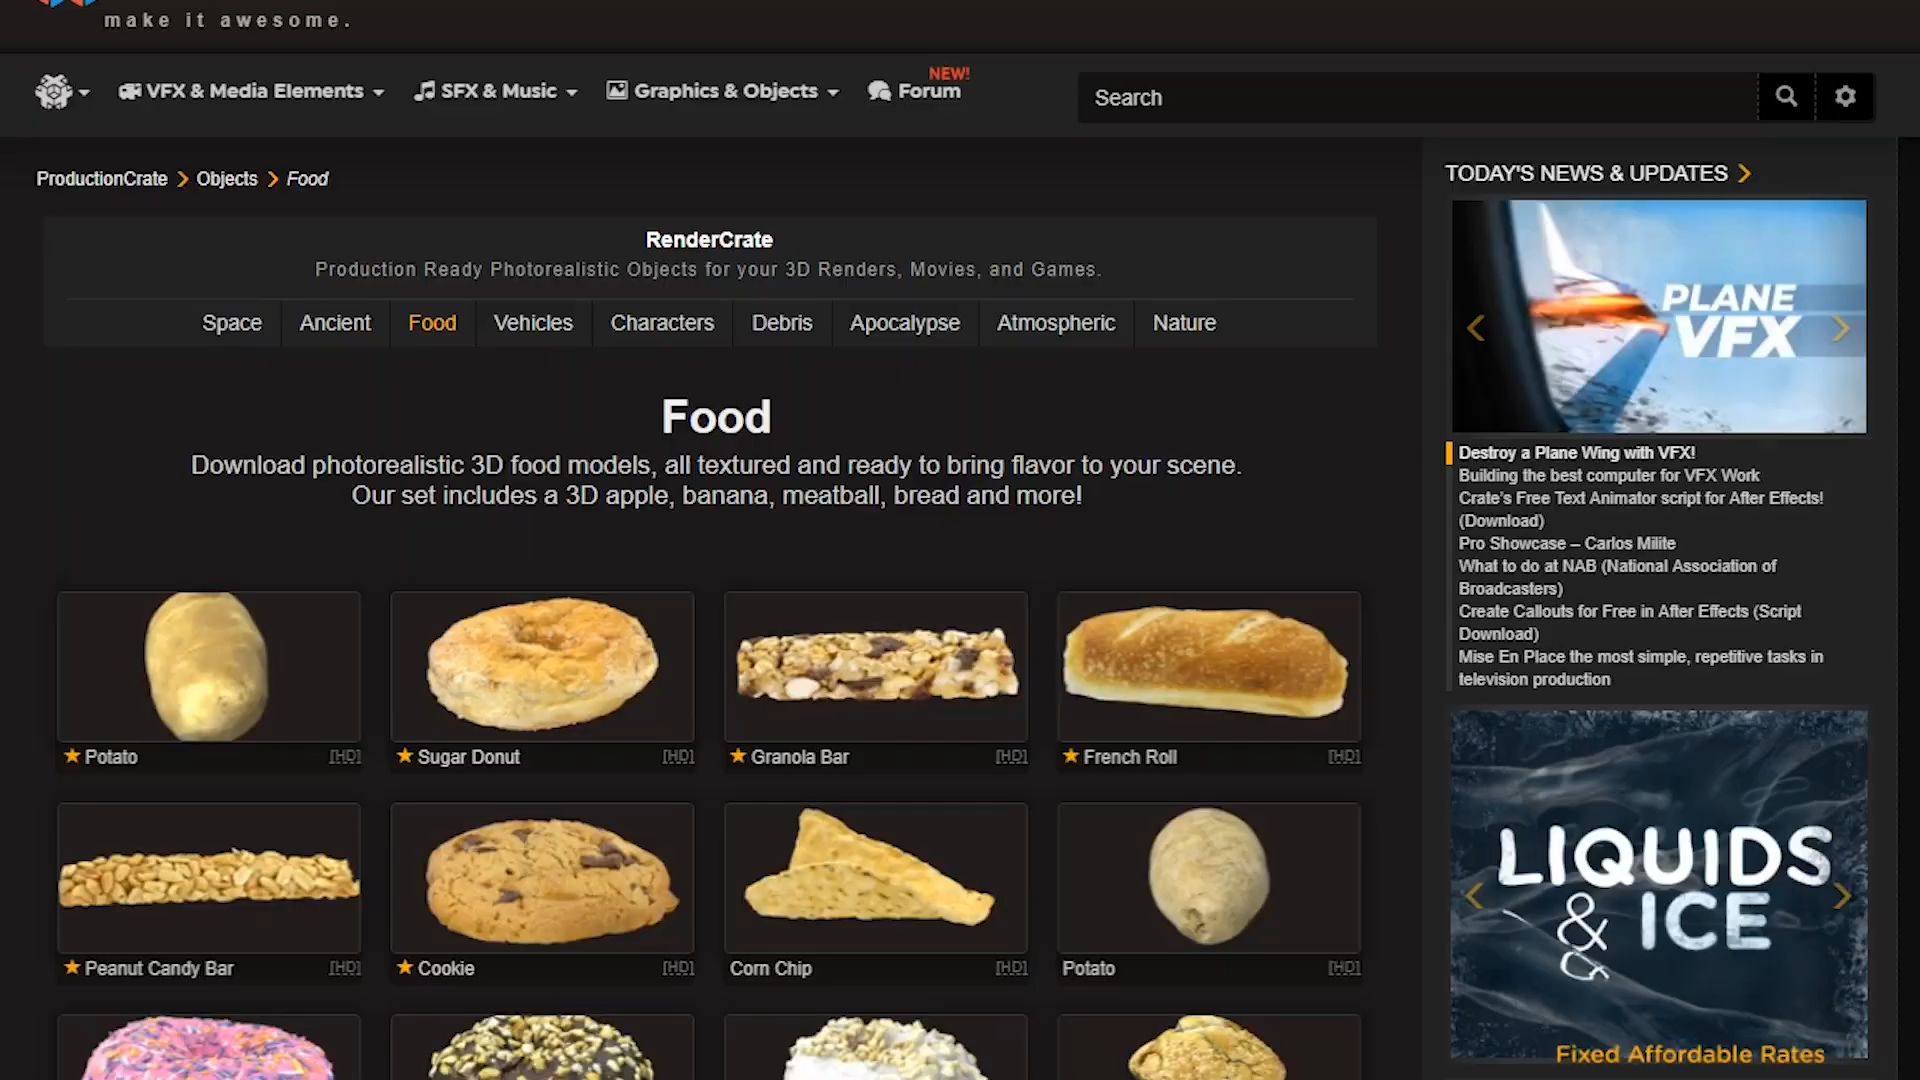 make it awesome.
VFX & Media Elements
SFX & Music
Graphics & Objects
NEW!
Forum
Search
ProductionCrate > Objects > Food
RenderCrate
Production Ready Photorealistic Objects for your 3D Renders, Movies, and Games.
Space Ancient Food Vehicles Characters Debris Apocalypse Atmospheric Nature
Food
Download photorealistic 3D food models, all textured and ready to bring flavor to your scene.
Our set includes a 3D apple, banana, meatball, bread and more!
Potato [HD]
Sugar Donut [HD]
Granola Bar [HD]
French Roll [HD]
Peanut Candy Bar [HD]
Cookie [HD]
Corn Chip [HD]
Potato [HD]
TODAY'S NEWS & UPDATES
PLANE
VFX
Destroy a Plane Wing with VFX!
Building the best computer for VFX Work
Crate's Free Text Animator script for After Effects!
(Download)
Pro Showcase – Carlos Milite
What to do at NAB (National Association of
Broadcasters)
Create Callouts for Free in After Effects (Script
Download)
Mise En Place the most simple, repetitive tasks in
television production
LIQUIDS
& ICE
Fixed Affordable Rates